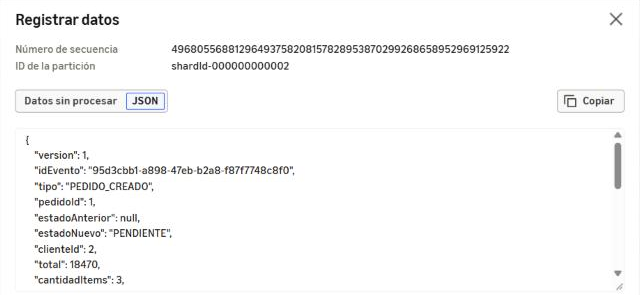 Registrar datos
Número de secuencia 49680556881296493758208157828953870299268658952969125922
ID de la partición shardId-000000000002
Datos sin procesar JSON Copiar
{
"version": 1,
"idEvento": "95d3cbb1-a898-47eb-b2a8-f87f7748c8f0",
"tipo": "PEDIDO_CREADO",
"pedidoId": 1,
"estadoAnterior": null,
"estadoNuevo": "PENDIENTE",
"clienteId": 2,
"total": 18470,
"cantidadItems": 3,